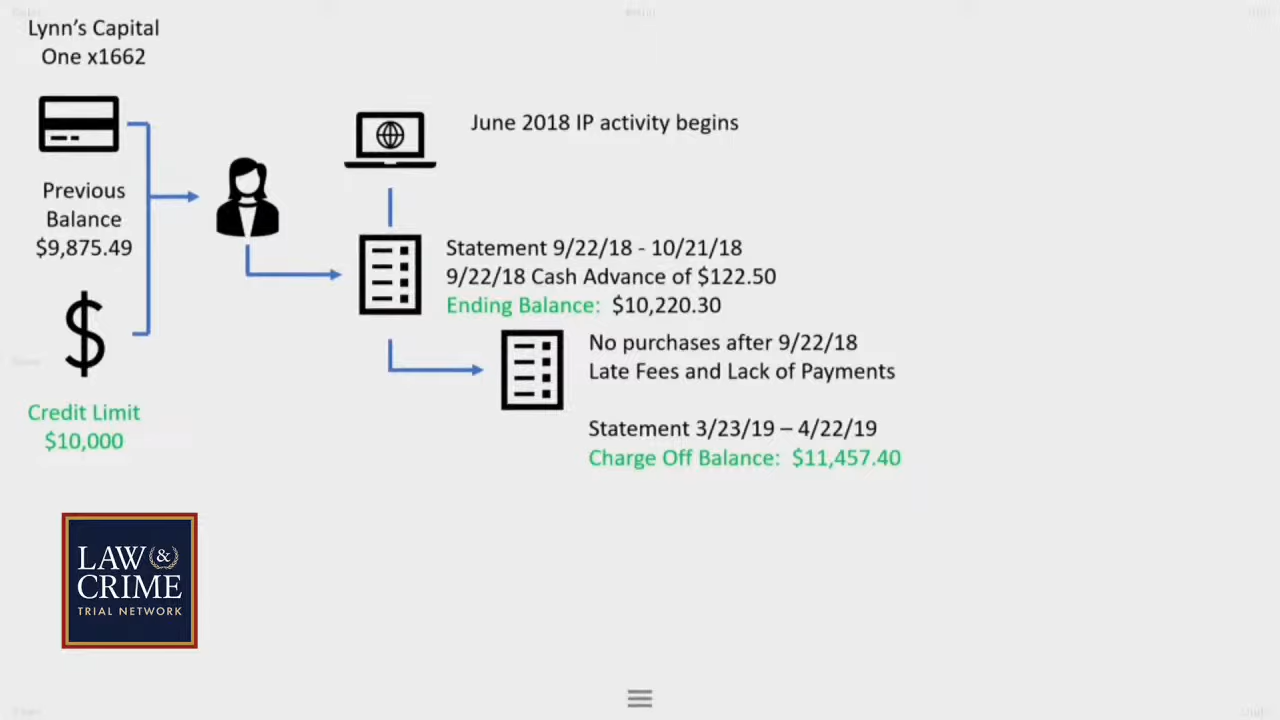 Lynn's Capital
One x1662
Previous
Balance
$9,875.49
Credit Limit
$10,000
June 2018 IP activity begins
Statement 9/22/18 - 10/21/18
9/22/18 Cash Advance of $122.50
Ending Balance: $10,220.30
No purchases after 9/22/18
Late Fees and Lack of Payments
Statement 3/23/19 – 4/22/19
Charge Off Balance: $11,457.40
LAW &
CRIME
TRIAL NETWORK